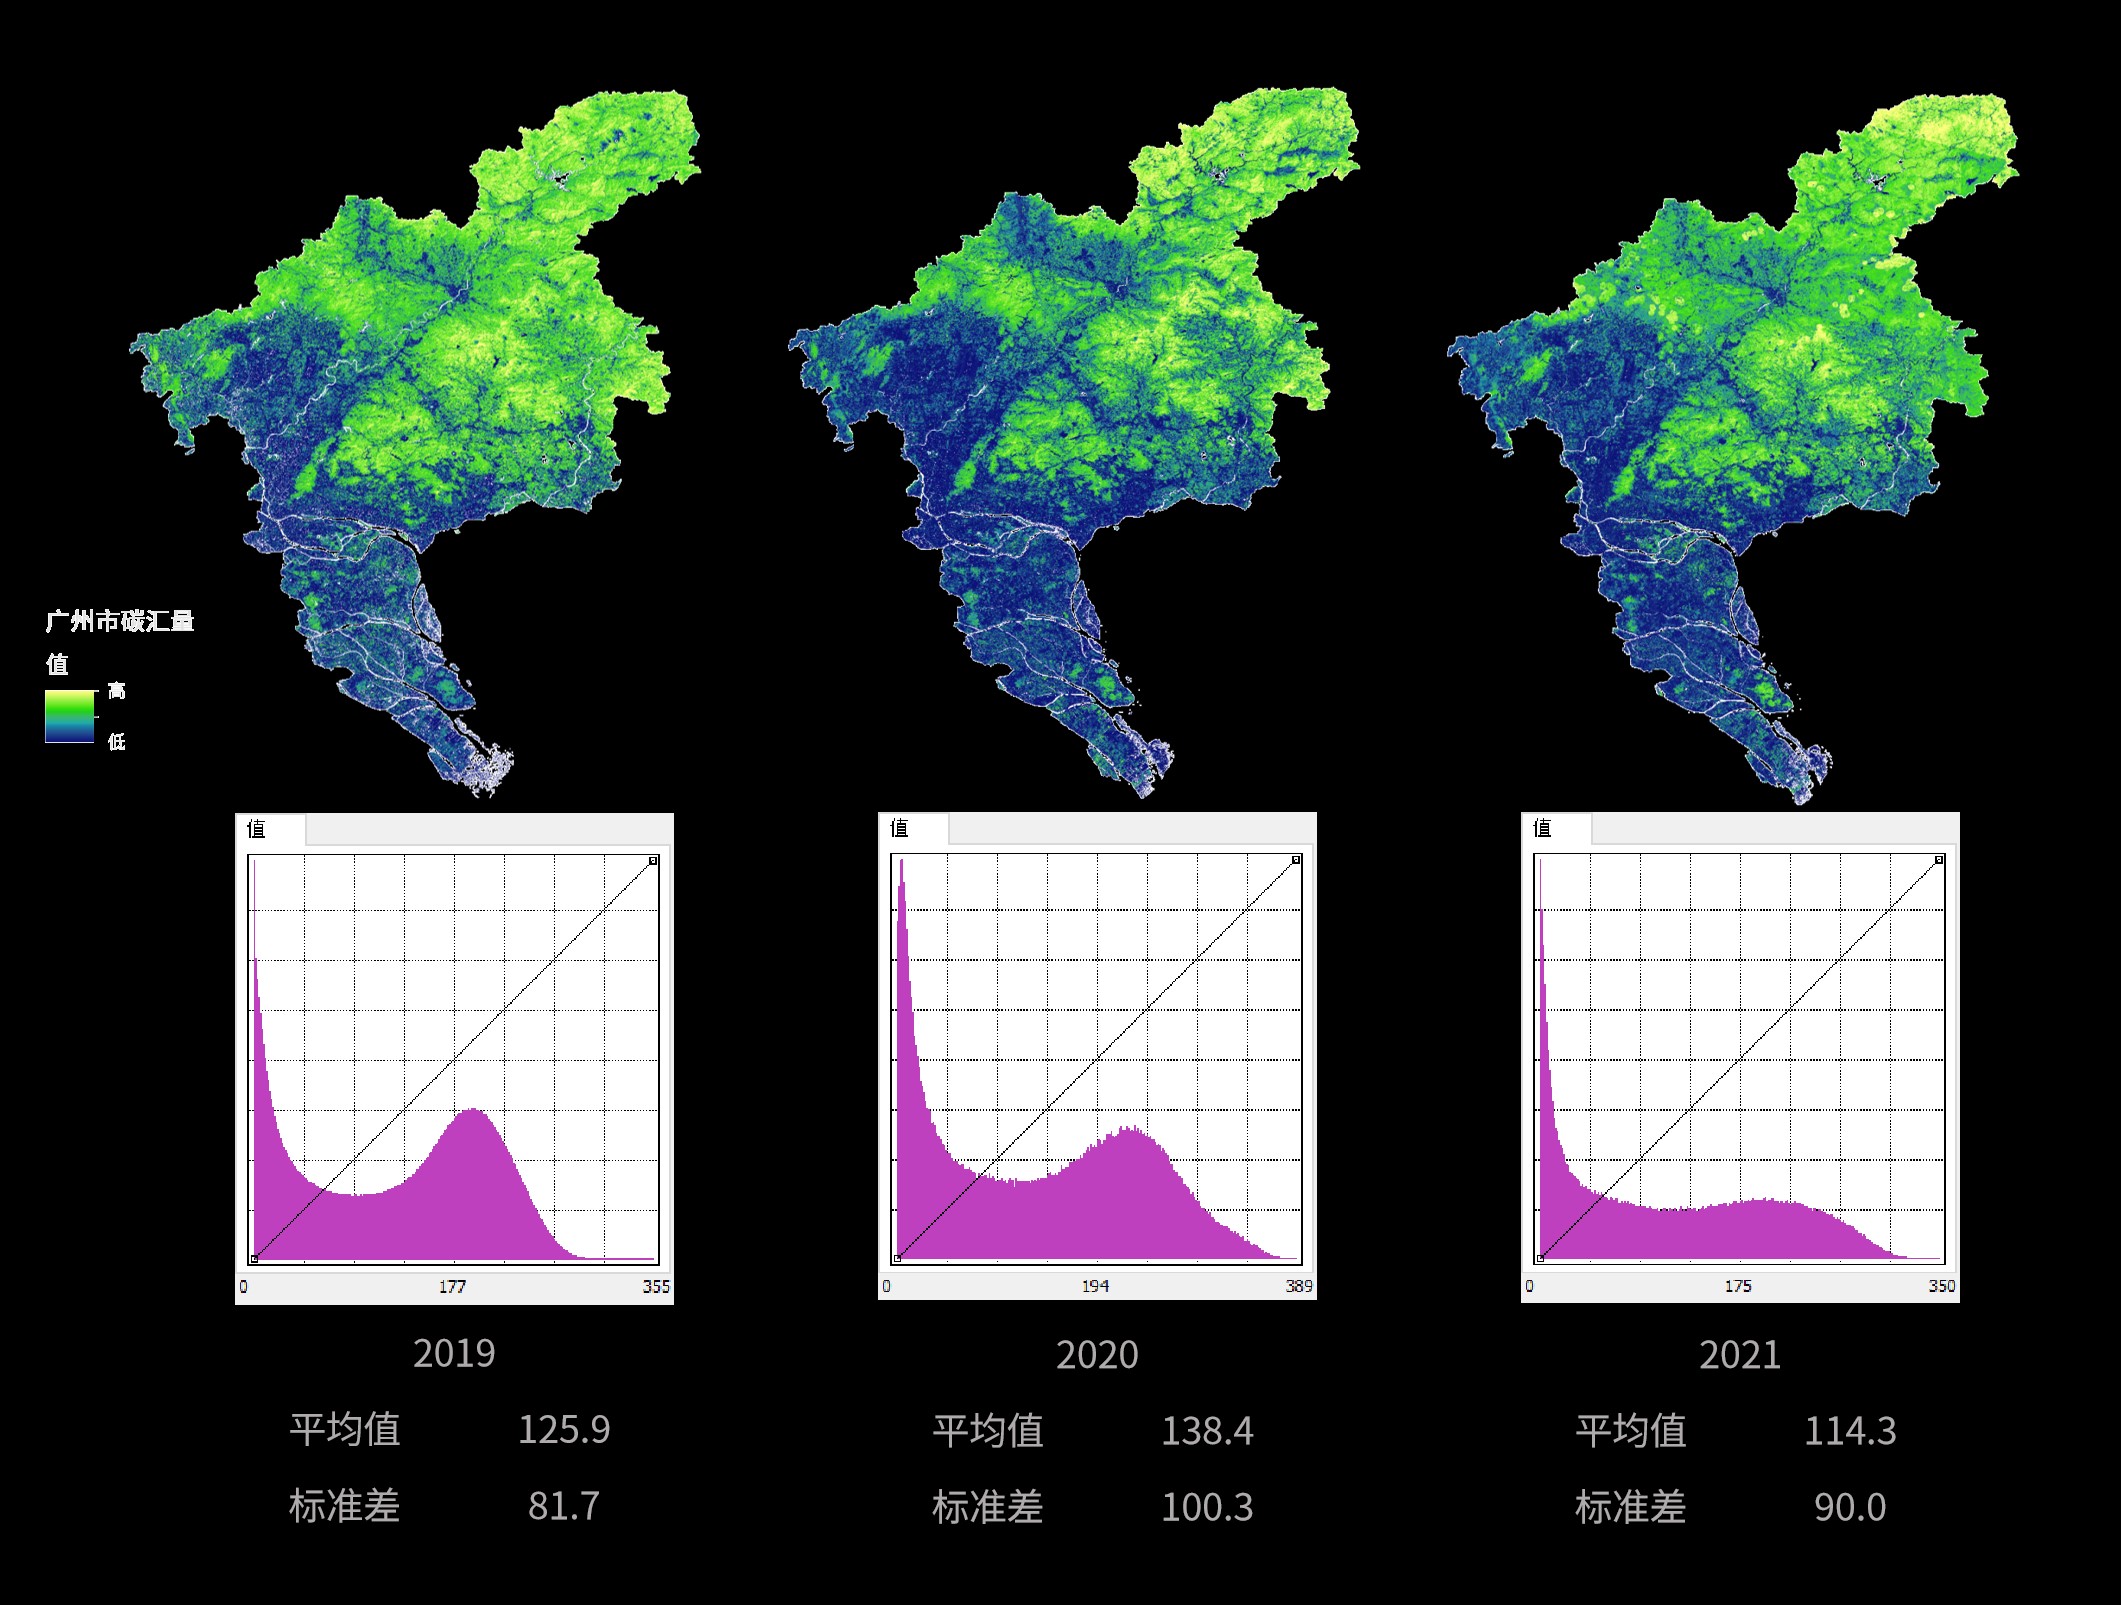 广州市碳汇量
值
高
低
值
0 177 355
值
0 194 389
值
0 175 350
2019
平均值 125.9
标准差 81.7
2020
平均值 138.4
标准差 100.3
2021
平均值 114.3
标准差 90.0